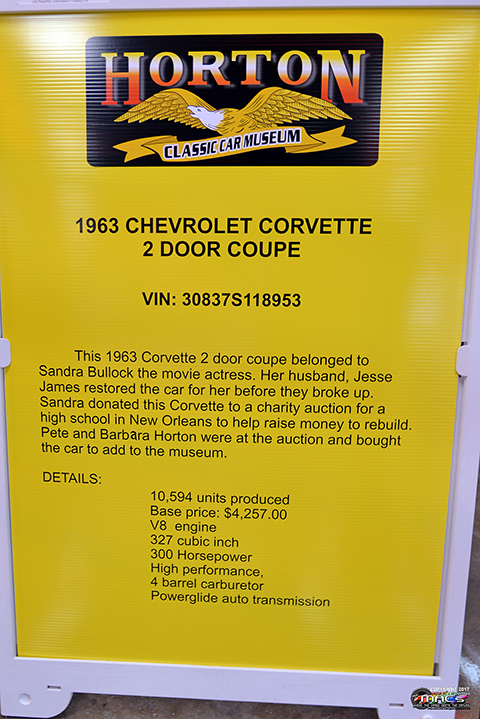 HORTON
CLASSIC CAR MUSEUM
1963 CHEVROLET CORVETTE
2 DOOR COUPE
VIN: 30837S118953
This 1963 Corvette 2 door coupe belonged to
Sandra Bullock the movie actress. Her husband, Jesse
James restored the car for her before they broke up.
Sandra donated this Corvette to a charity auction for a
high school in New Orleans to help raise money to rebuild.
Pete and Barbara Horton were at the auction and bought
the car to add to the museum.
DETAILS:
10,594 units produced
Base price: $4,257.00
V8 engine
327 cubic inch
300 Horsepower
High performance,
4 barrel carburetor
Powerglide auto transmission